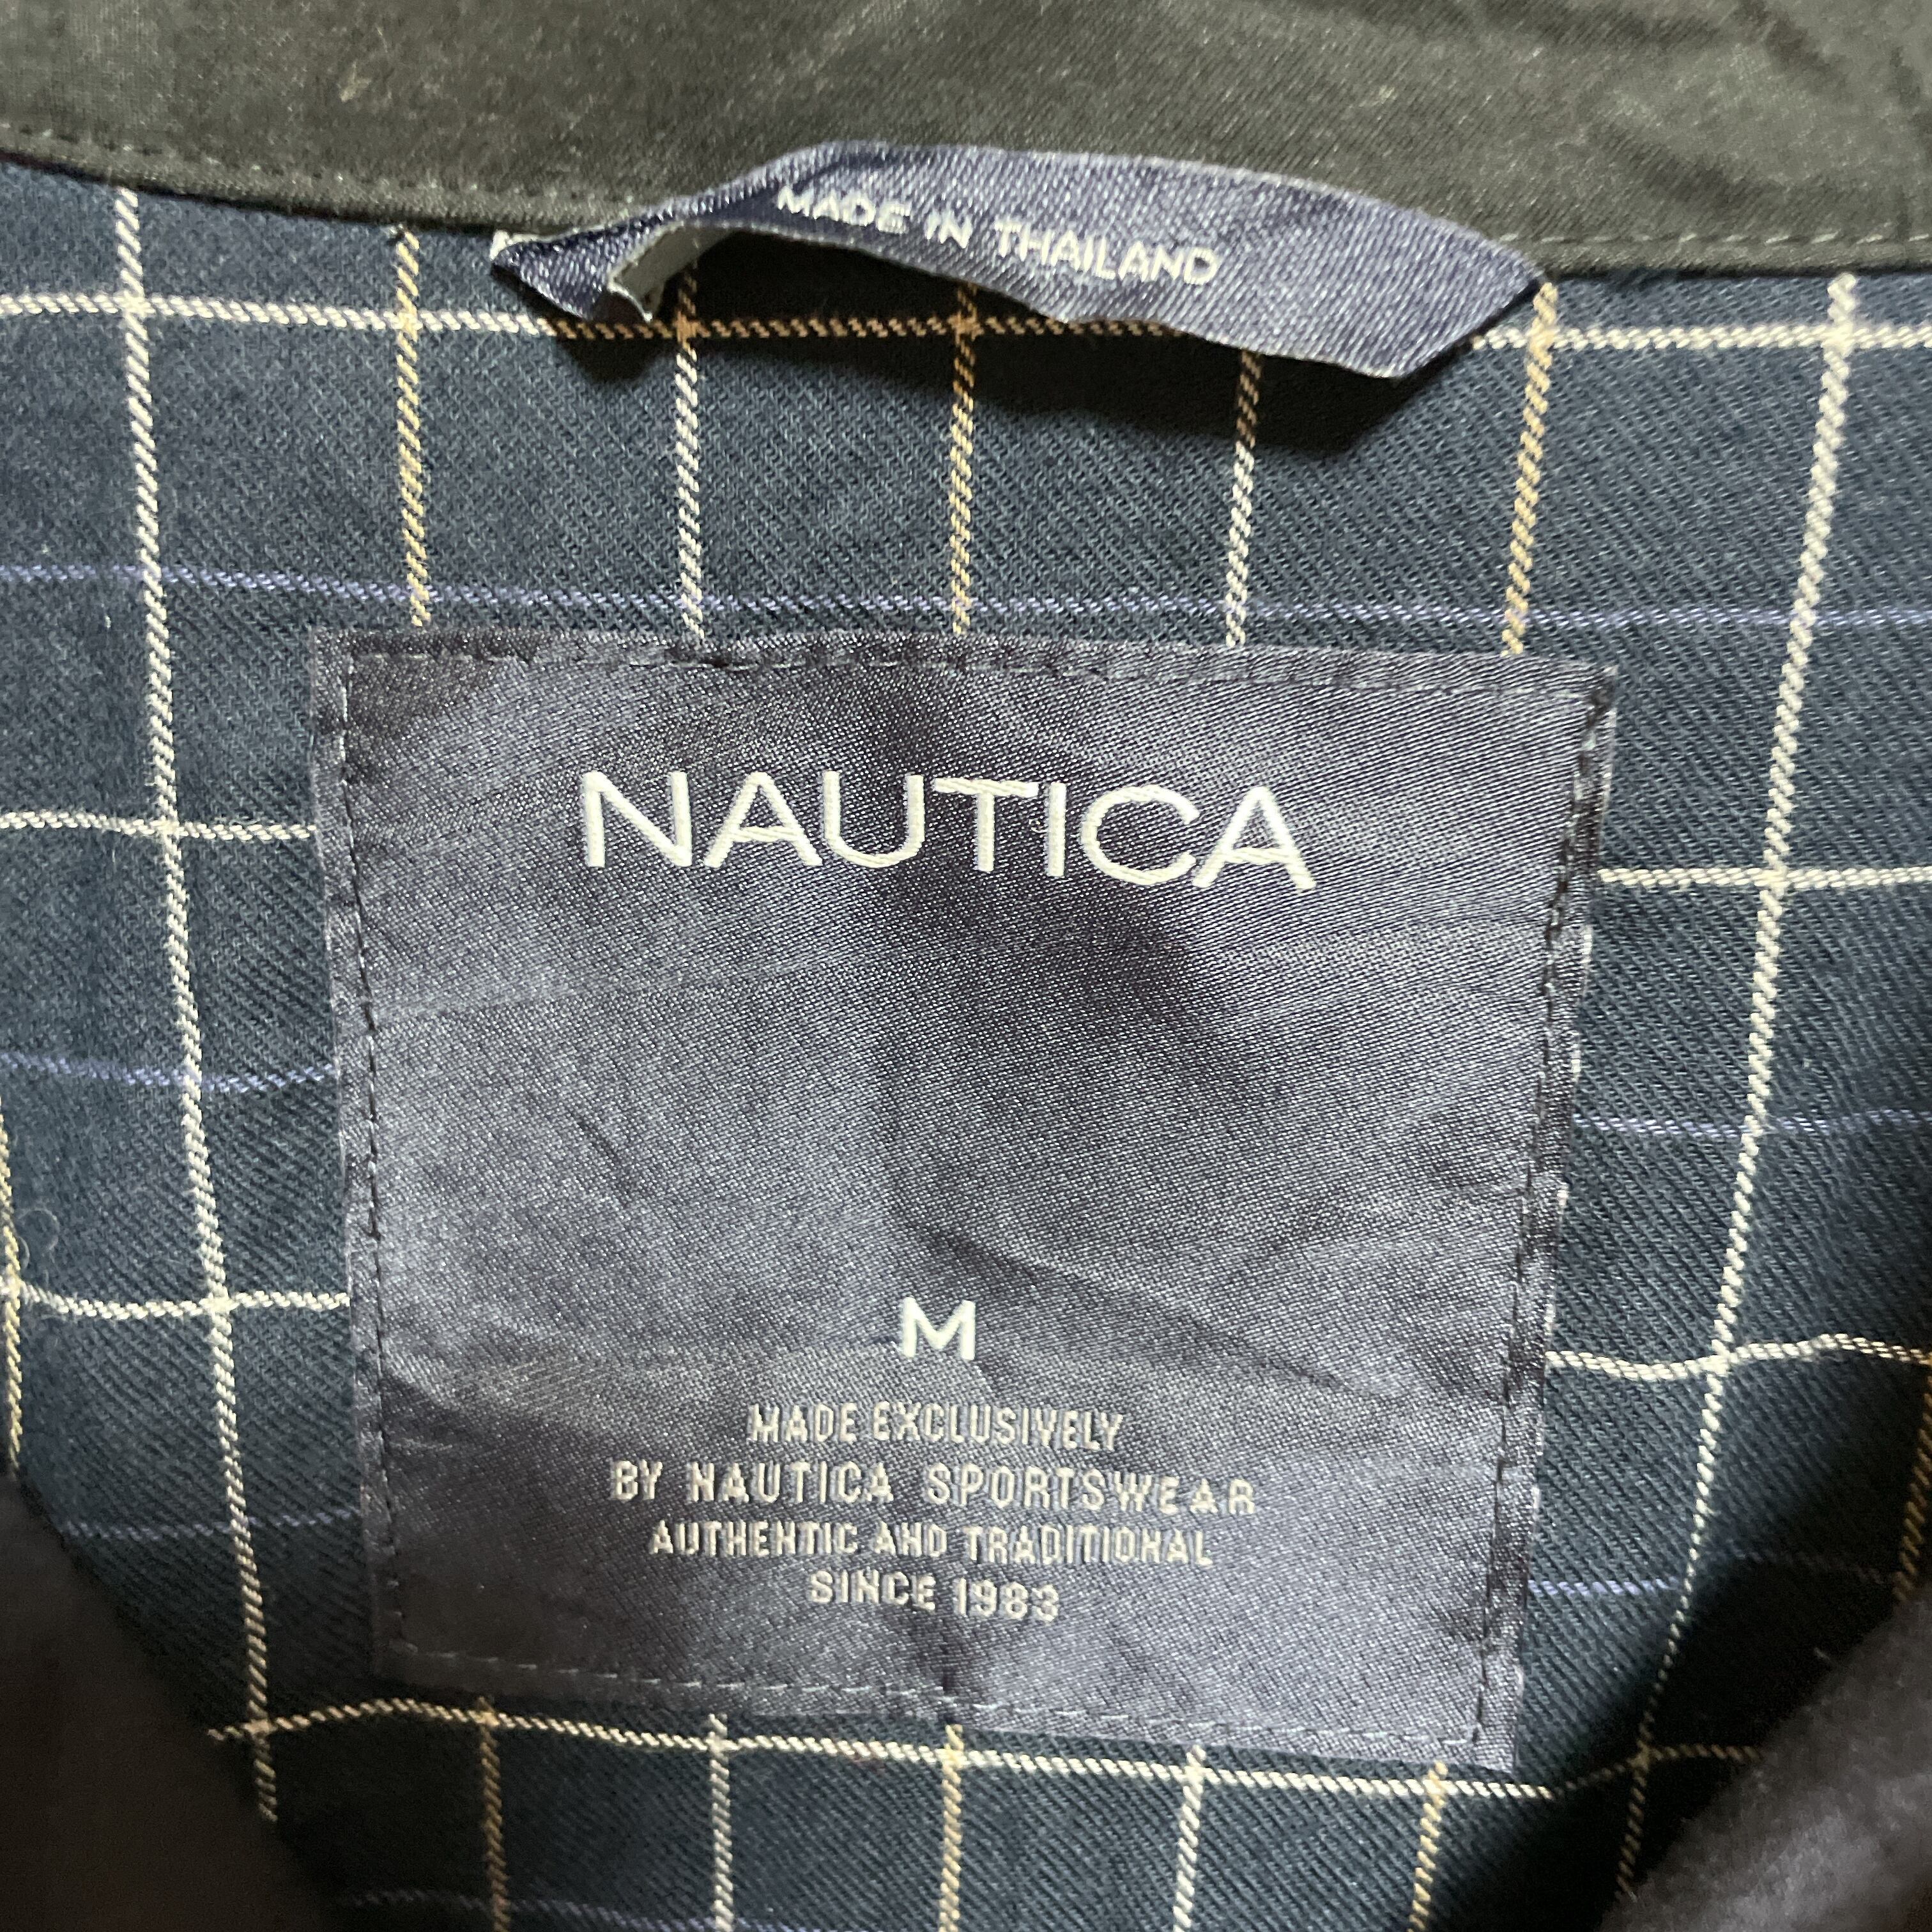 MADE IN THAILAND
NAUTICA
M
MADE EXCLUSIVELY
BY NAUTICA SPORTSWEAR
AUTHENTIC AND TRADITIONAL
SINCE 1983